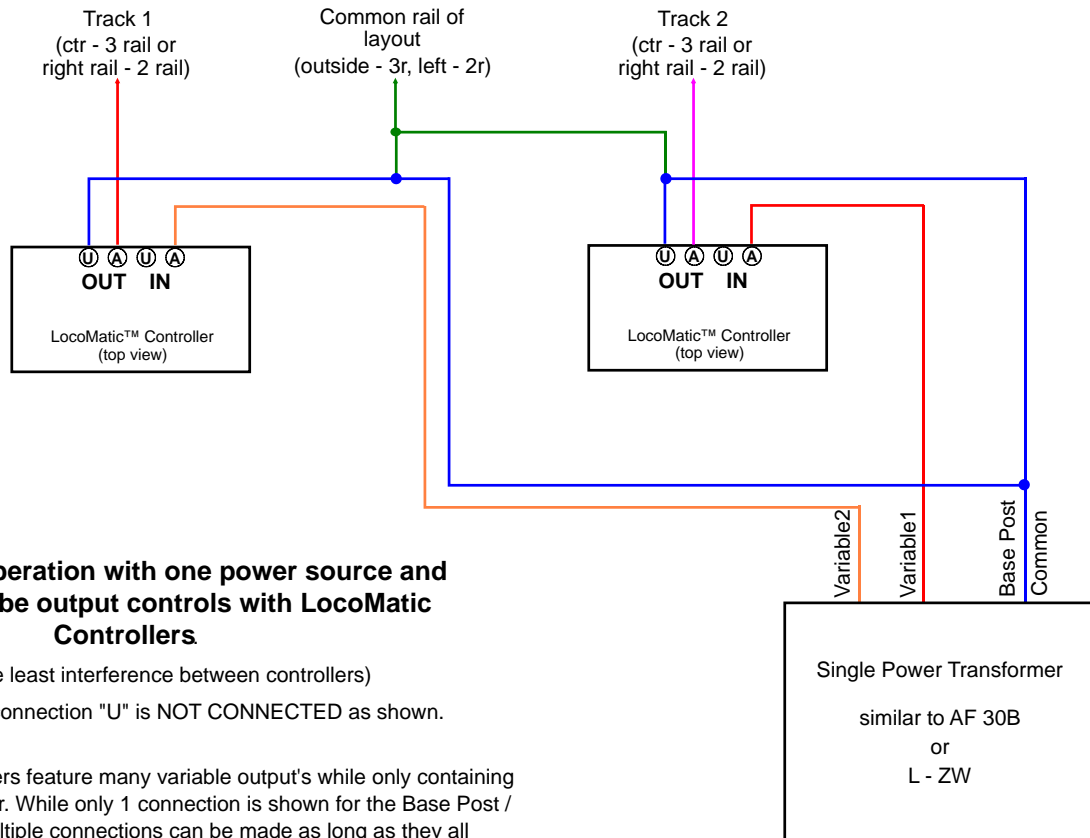 Track 1
(ctr - 3 rail or
right rail - 2 rail)
Common rail of
layout
(outside - 3r, left - 2r)
Track 2
(ctr - 3 rail or
right rail - 2 rail)
U A U A
OUT IN
LocoMatic™ Controller
(top view)
U A U A
OUT IN
LocoMatic™ Controller
(top view)
Variable2
Variable1
Base Post
Common
peration with one power source and
be output controls with LocoMatic
Controllers.
e least interference between controllers)
onnection "U" is NOT CONNECTED as shown.
ers feature many variable output's while only containing
r. While only 1 connection is shown for the Base Post /
ltiple connections can be made as long as they all
Single Power Transformer
similar to AF 30B
or
L - ZW